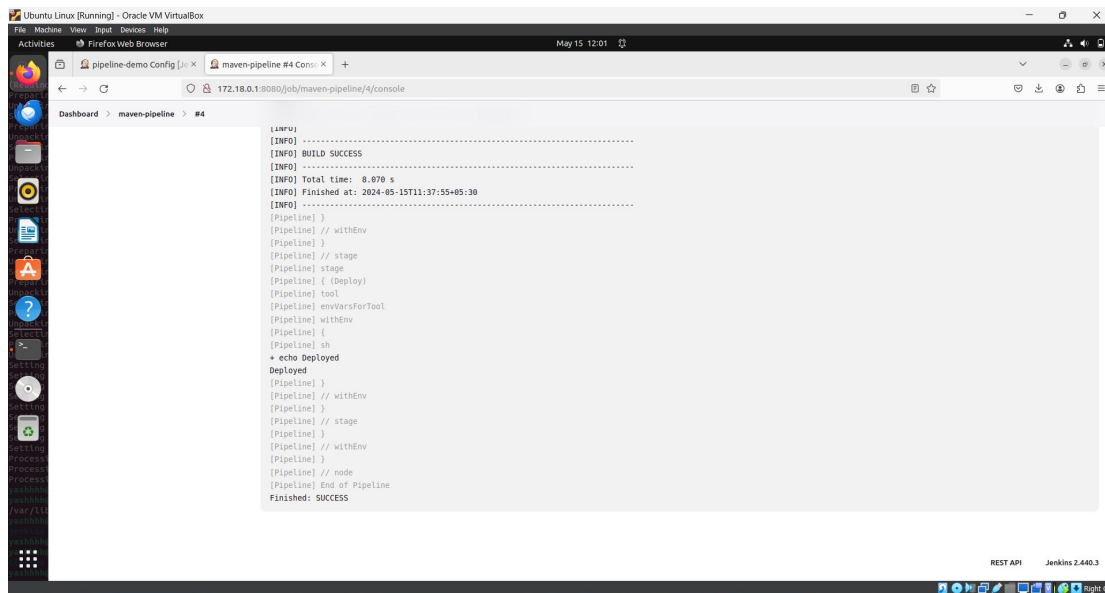 Ubuntu Linux [Running] - Oracle VM VirtualBox
File Machine View Input Devices Help
Activities Firefox Web Browser May 15 12:01
pipeline-demo Config [Je maven-pipeline #4 Conso
172.18.0.1:8080/job/maven-pipeline/4/console
Dashboard > maven-pipeline > #4
[INFO]
[INFO] ------------------------------------------------------------------------
[INFO] BUILD SUCCESS
[INFO] ------------------------------------------------------------------------
[INFO] Total time: 8.070 s
[INFO] Finished at: 2024-05-15T11:37:55+05:30
[INFO] ------------------------------------------------------------------------
[Pipeline] }
[Pipeline] // withEnv
[Pipeline] }
[Pipeline] // stage
[Pipeline] stage
[Pipeline] { (Deploy)
[Pipeline] tool
[Pipeline] envVarsForTool
[Pipeline] withEnv
[Pipeline] {
[Pipeline] sh
+ echo Deployed
Deployed
[Pipeline] }
[Pipeline] // withEnv
[Pipeline] }
[Pipeline] // stage
[Pipeline] }
[Pipeline] // withEnv
[Pipeline] }
[Pipeline] // node
[Pipeline] End of Pipeline
Finished: SUCCESS
REST API Jenkins 2.440.3
Right